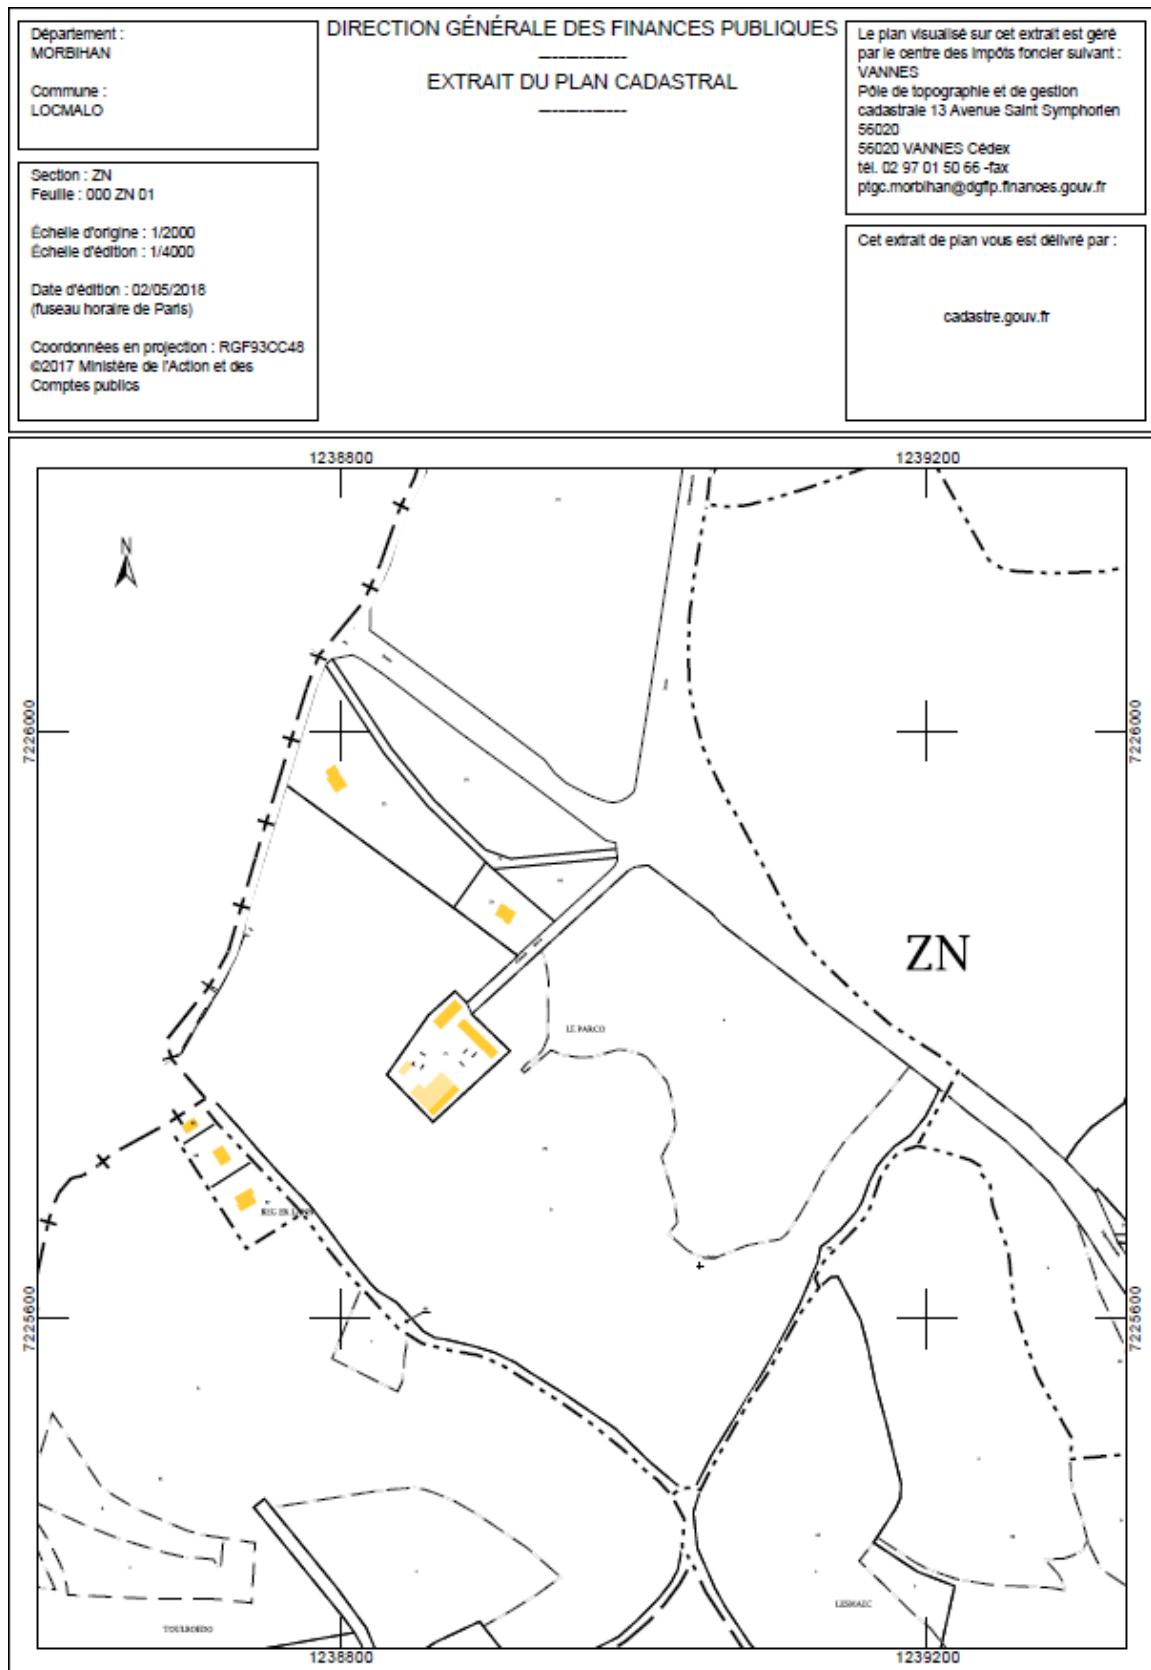 Département :
MORBIHAN
Commune :
LOCMALO
Section : ZN
Feuille : 000 ZN 01
Échelle d'origine : 1/2000
Échelle d'édition : 1/4000
Date d'édition : 02/05/2018
(fuseau horaire de Paris)
Coordonnées en projection : RGF93CC48
©2017 Ministère de l'Action et des
Comptes publics
DIRECTION GÉNÉRALE DES FINANCES PUBLIQUES
-------------
EXTRAIT DU PLAN CADASTRAL
-------------
Le plan visualisé sur cet extrait est géré
par le centre des impôts foncier suivant :
VANNES
Pôle de topographie et de gestion
cadastrale 13 Avenue Saint Symphorien
56020
56020 VANNES Cédex
tél. 02 97 01 50 66 -fax
ptgc.morbihan@dgfip.finances.gouv.fr
Cet extrait de plan vous est délivré par :
cadastre.gouv.fr
1238800
1239200
N
7226000
7226000
ZN
LE PARCO
7225600
7225600
LESMAEC
1238800
1239200